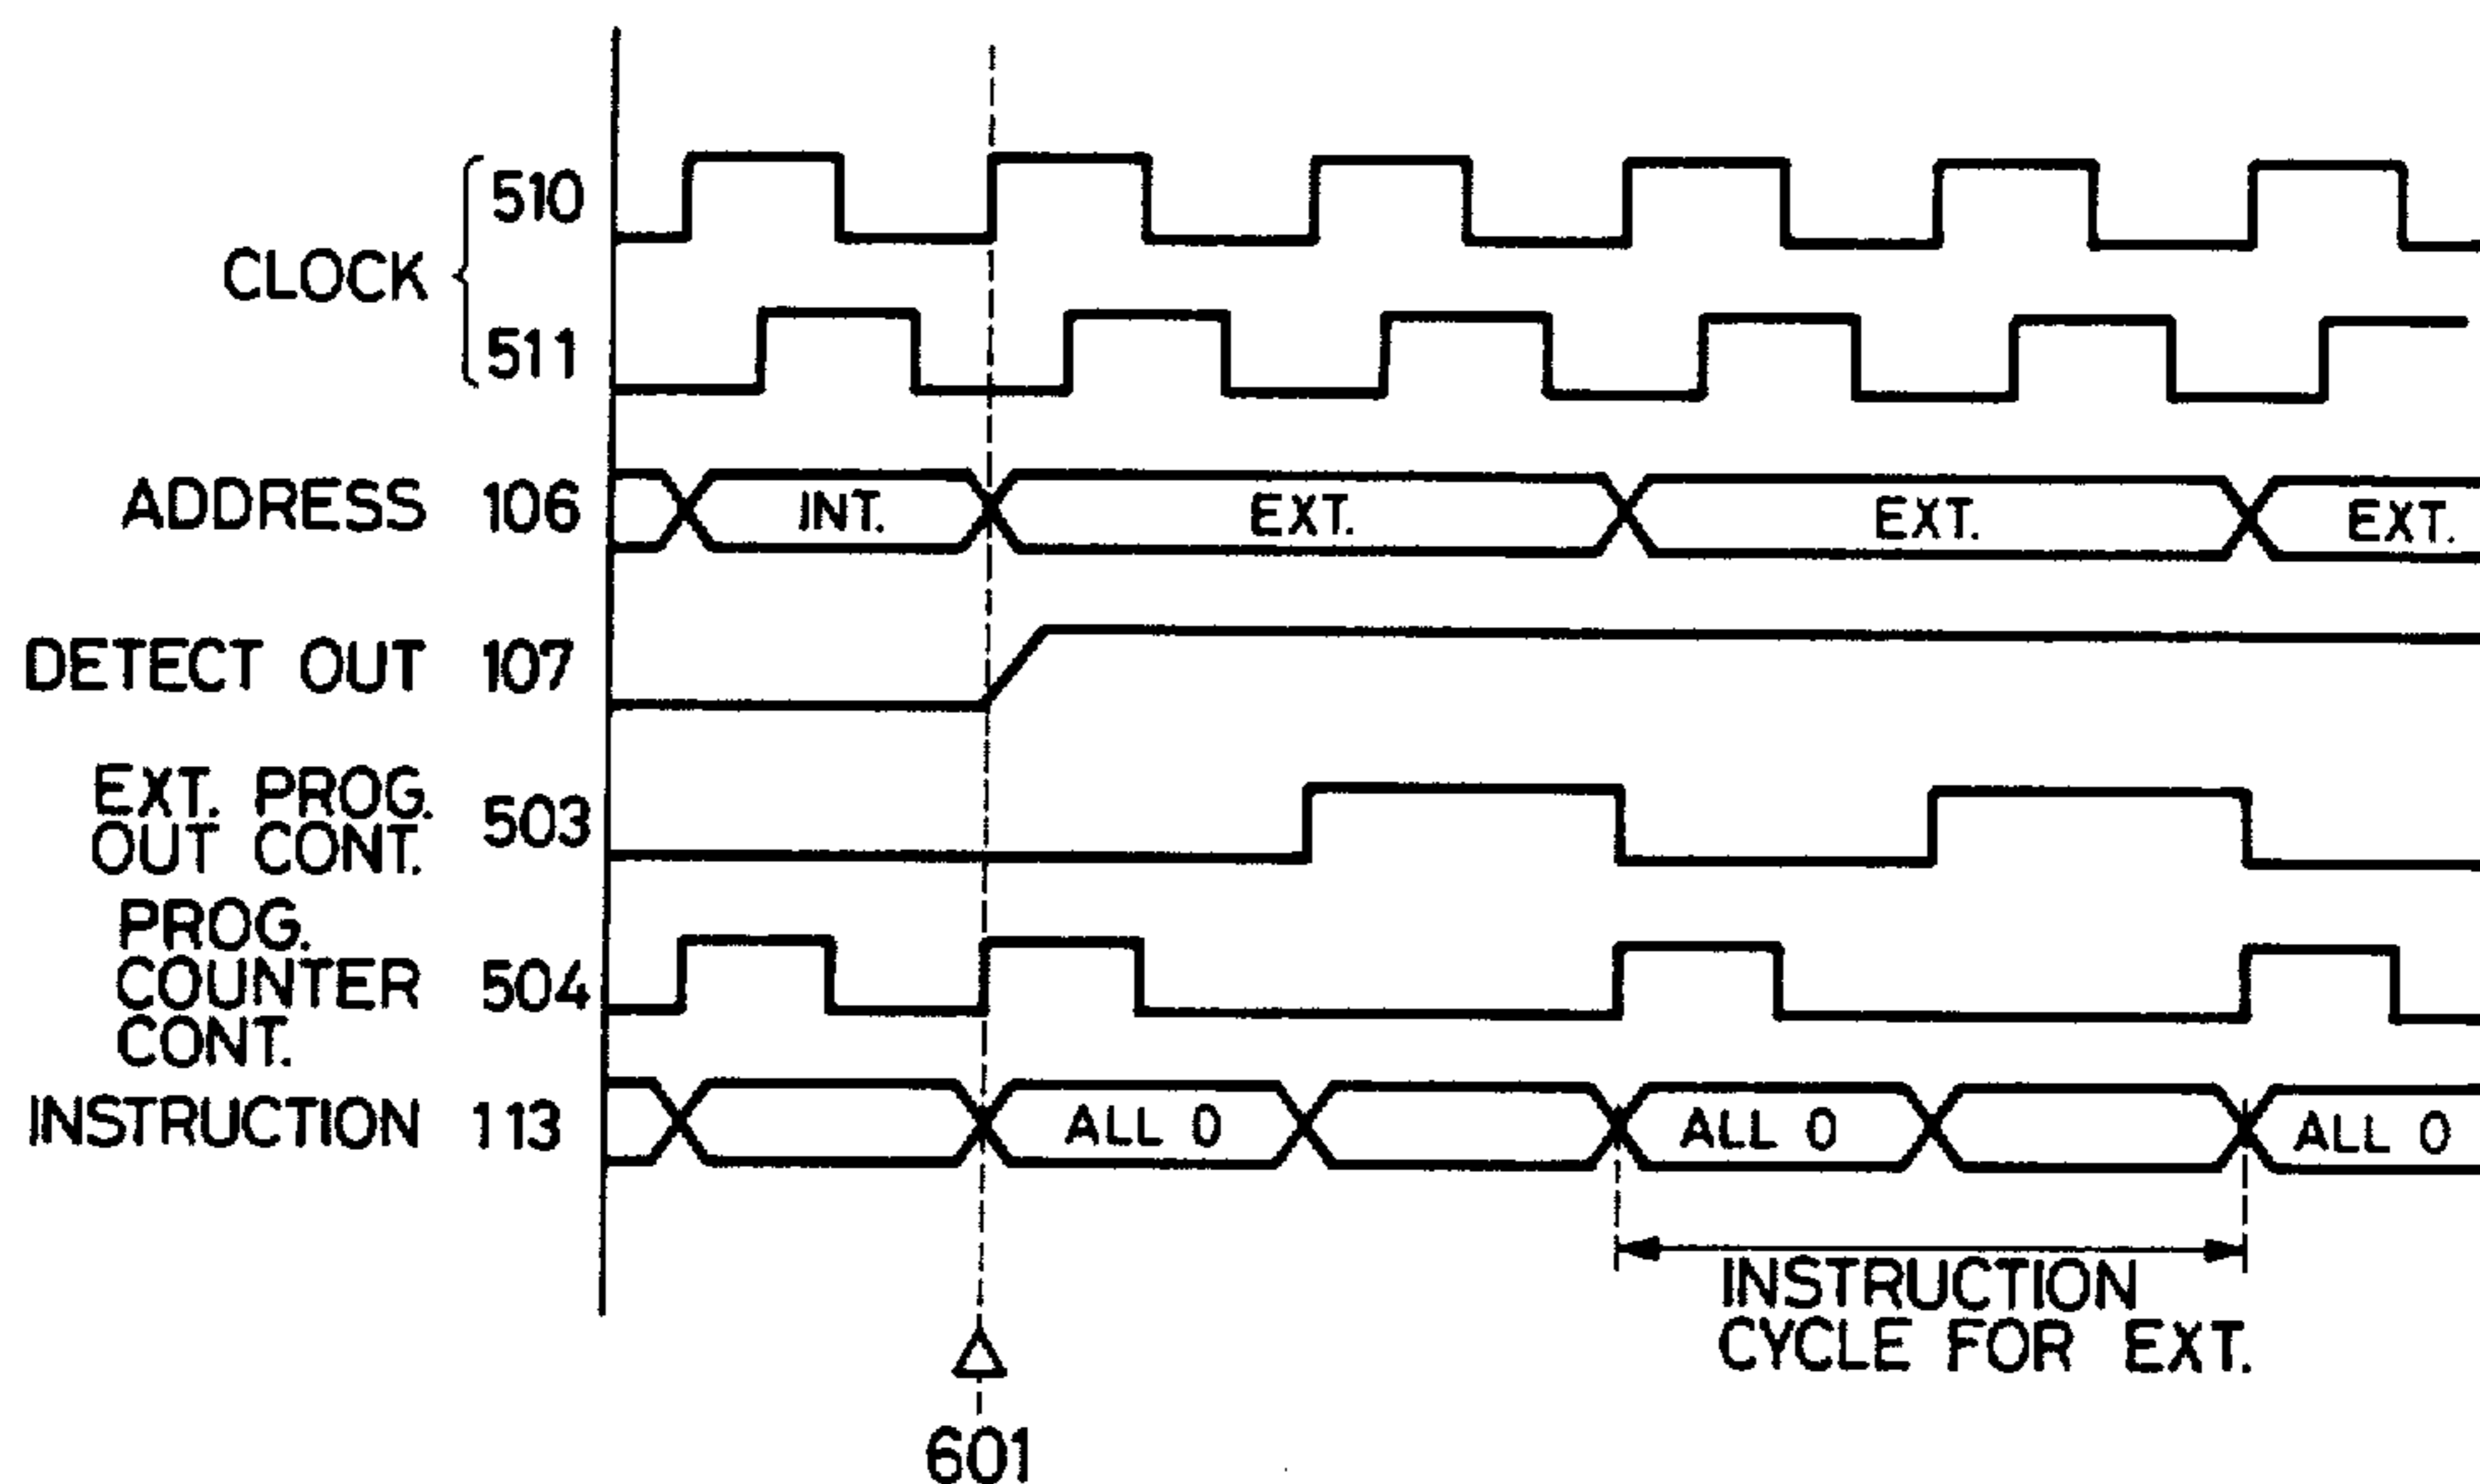 CLOCK
510
511
ADDRESS 106
INT.
EXT.
EXT.
EXT.
DETECT OUT 107
EXT. PROG.
OUT CONT.
503
PROG.
COUNTER
CONT.
504
INSTRUCTION 113
ALL 0
ALL 0
ALL 0
INSTRUCTION
CYCLE FOR EXT.
601